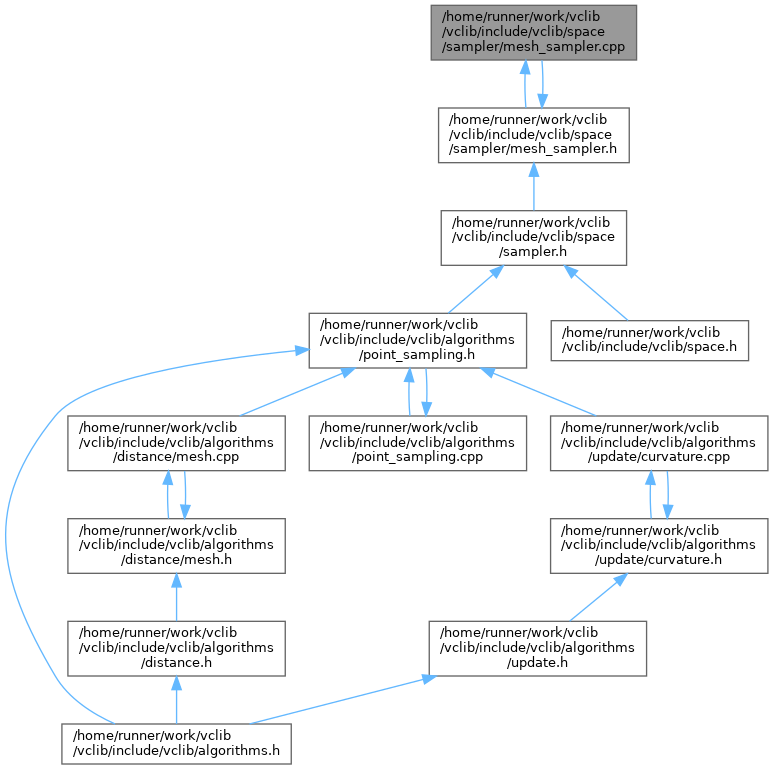 /home/runner/work/vclib
/vclib/include/vclib/space
/sampler/mesh_sampler.cpp
/home/runner/work/vclib
/vclib/include/vclib/space
/sampler/mesh_sampler.h
/home/runner/work/vclib
/vclib/include/vclib/space
/sampler.h
/home/runner/work/vclib
/vclib/include/vclib/algorithms
/point_sampling.h
/home/runner/work/vclib
/vclib/include/vclib/space.h
/home/runner/work/vclib
/vclib/include/vclib/algorithms
/distance/mesh.cpp
/home/runner/work/vclib
/vclib/include/vclib/algorithms
/point_sampling.cpp
/home/runner/work/vclib
/vclib/include/vclib/algorithms
/update/curvature.cpp
/home/runner/work/vclib
/vclib/include/vclib/algorithms
/distance/mesh.h
/home/runner/work/vclib
/vclib/include/vclib/algorithms
/update/curvature.h
/home/runner/work/vclib
/vclib/include/vclib/algorithms
/distance.h
/home/runner/work/vclib
/vclib/include/vclib/algorithms
/update.h
/home/runner/work/vclib
/vclib/include/vclib/algorithms.h